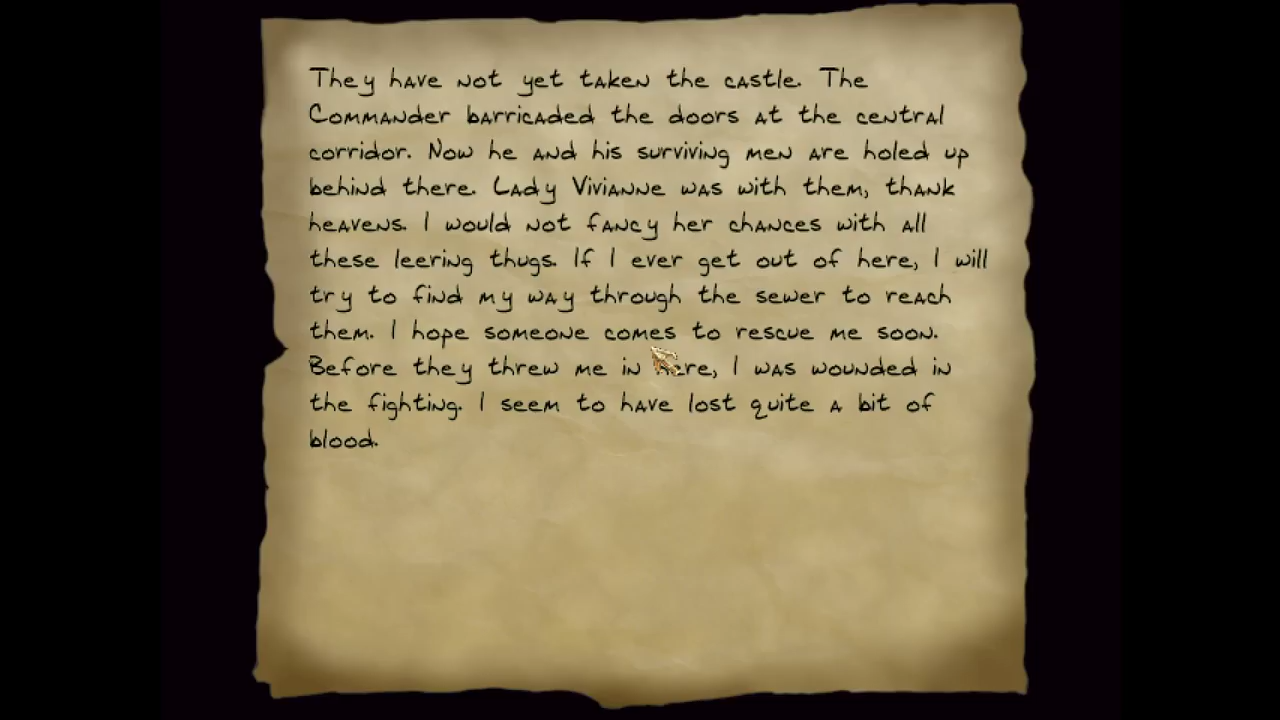 They have not yet taken the castle. The
Commander barricaded the doors at the central
corridor. Now he and his surviving men are holed up
behind there. Lady Vivianne was with them, thank
heavens. I would not fancy her chances with all
these leering thugs. If I ever get out of here, I will
try to find my way through the sewer to reach
them. I hope someone comes to rescue me soon.
Before they threw me in here, I was wounded in
the fighting. I seem to have lost quite a bit of
blood.